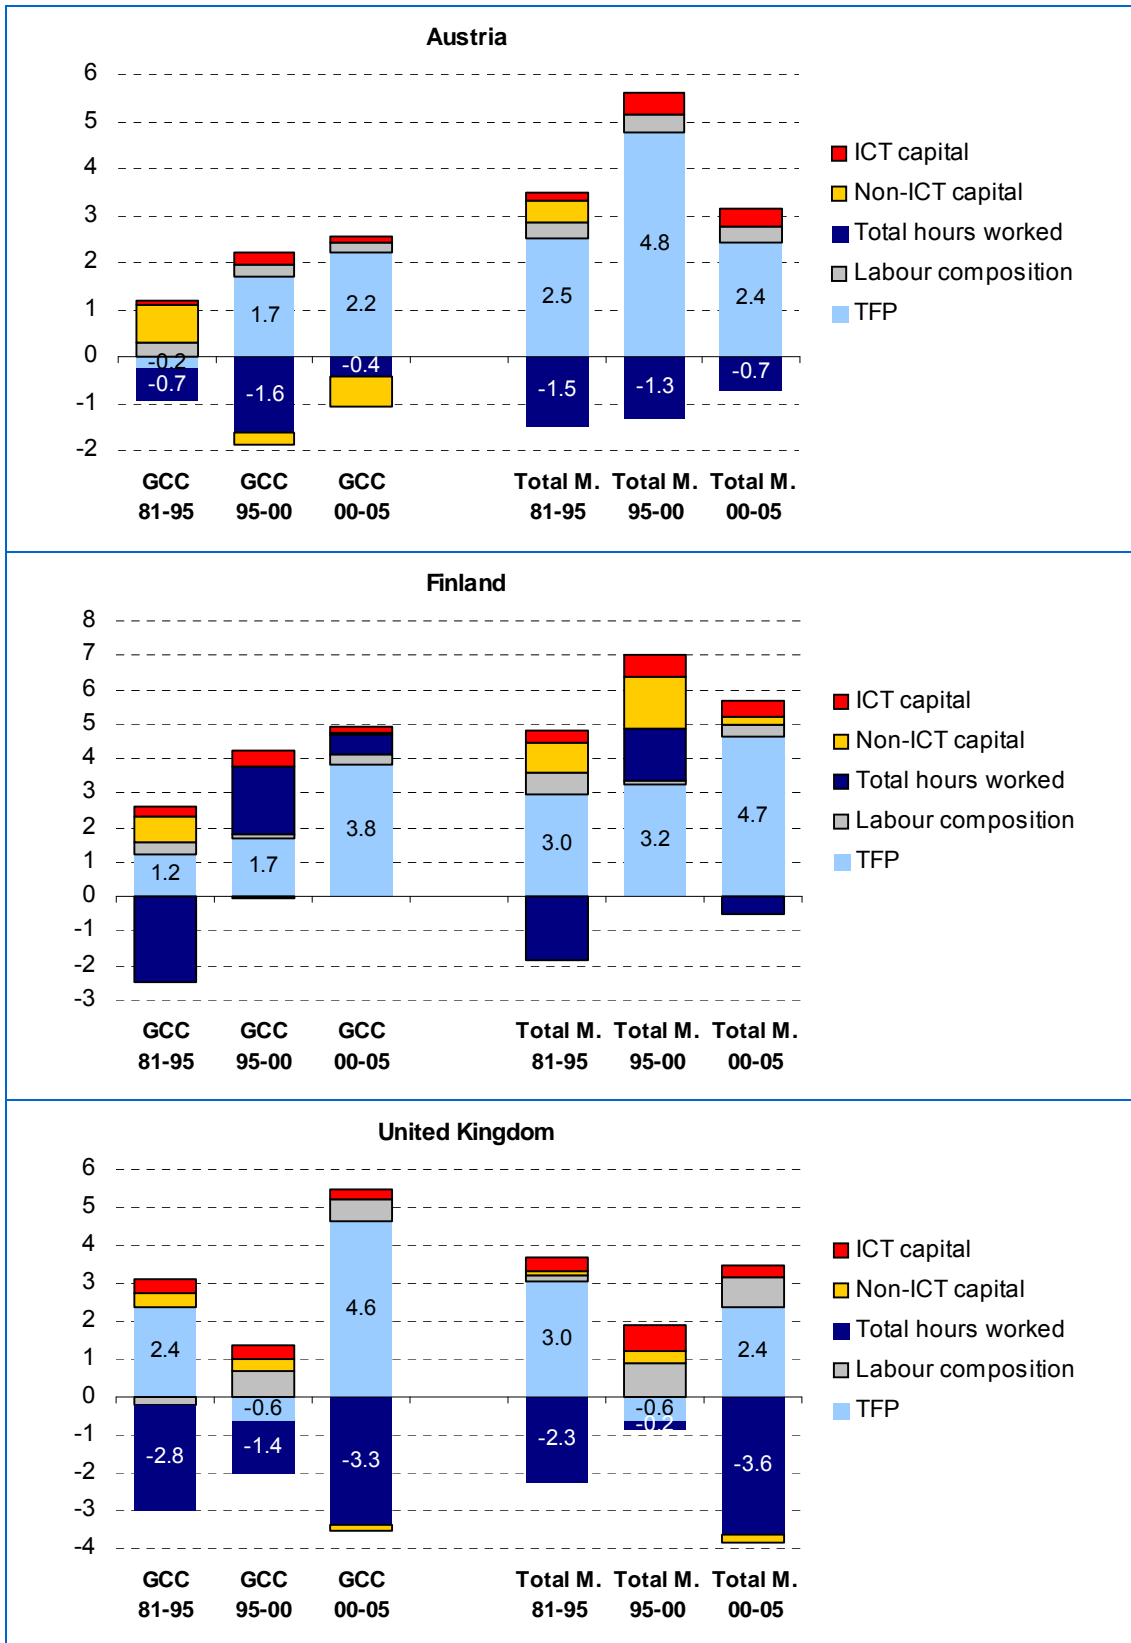 Austria
6
5
4
3
2
1
0
-1
-2
1.7
2.2
2.5
4.8
2.4
-0.2
-0.7
-1.6
-0.4
-1.5
-1.3
-0.7
GCC GCC GCC Total M. Total M. Total M.
81-95 95-00 00-05 81-95 95-00 00-05
ICT capital
Non-ICT capital
Total hours worked
Labour composition
TFP
Finland
8
7
6
5
4
3
2
1
0
-1
-2
-3
1.2
1.7
3.8
3.0
3.2
4.7
GCC GCC GCC Total M. Total M. Total M.
81-95 95-00 00-05 81-95 95-00 00-05
ICT capital
Non-ICT capital
Total hours worked
Labour composition
TFP
United Kingdom
6
5
4
3
2
1
0
-1
-2
-3
-4
2.4
4.6
3.0
2.4
-0.6
-0.6
-0.2
-2.8
-1.4
-3.3
-2.3
-3.6
GCC GCC GCC Total M. Total M. Total M.
81-95 95-00 00-05 81-95 95-00 00-05
ICT capital
Non-ICT capital
Total hours worked
Labour composition
TFP